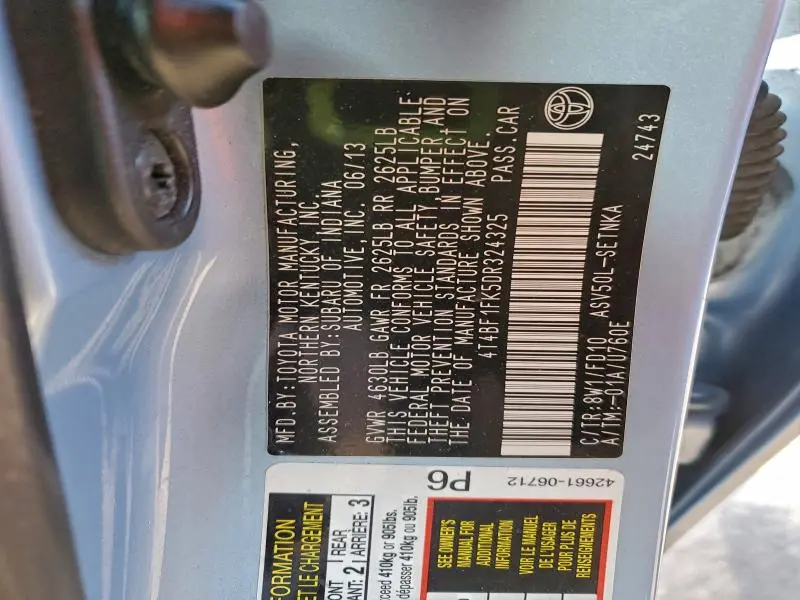 MFD.BY:TOYOTA MOTOR MANUFACTURING,
NORTHERN KENTUCKY INC.
ASSEMBLED BY:SUBARU OF INDIANA
AUTOMOTIVE, INC. 06/13
GVWR 4630LB GAWR FR 2625LB RR 2625LB
THIS VEHICLE CONFORMS TO ALL APPLICABLE
FEDERAL MOTOR VEHICLE SAFETY,BUMPER,AND
THEFT PREVENTION STANDARDS IN EFFECT ON
THE DATE OF MANUFACTURE SHOWN ABOVE.
4T4BF1FK5DR324325 PASS.CAR
C/TR:8W1/FD10 ASV50L-SETNKA
A/TM:-01A/U760E
24743
P6
42661-06712
FORMATION
ET LE CHARGEMENT
ONT REAR
ANT: 2 ARRIÈRE: 3
xceed 410kg or 905lbs.
dépasser 410kg ou 905lb.
SEE OWNER'S
MANUAL FOR
ADDITIONAL
INFORMATION
VOIR LE MANUEL
DE L'USAGER
POUR PLUS DE
RENSEIGNEMENTS